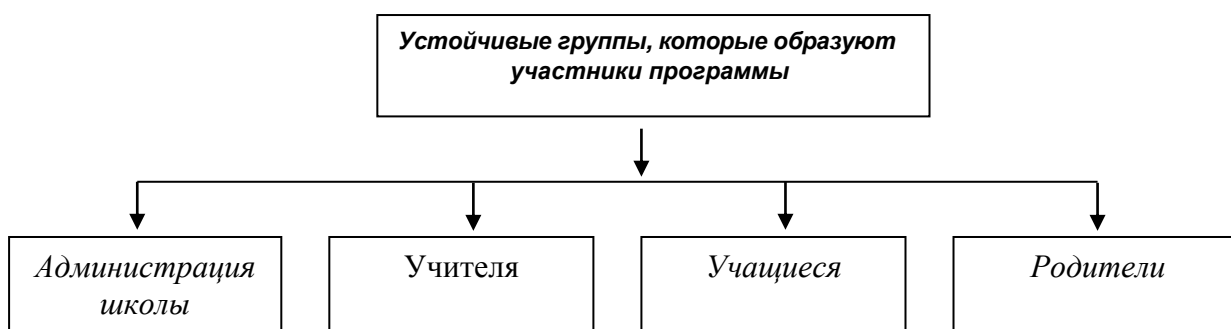 Устойчивые группы, которые образуют
участники программы
Администрация
школы
Учителя
Учащиеся
Родители